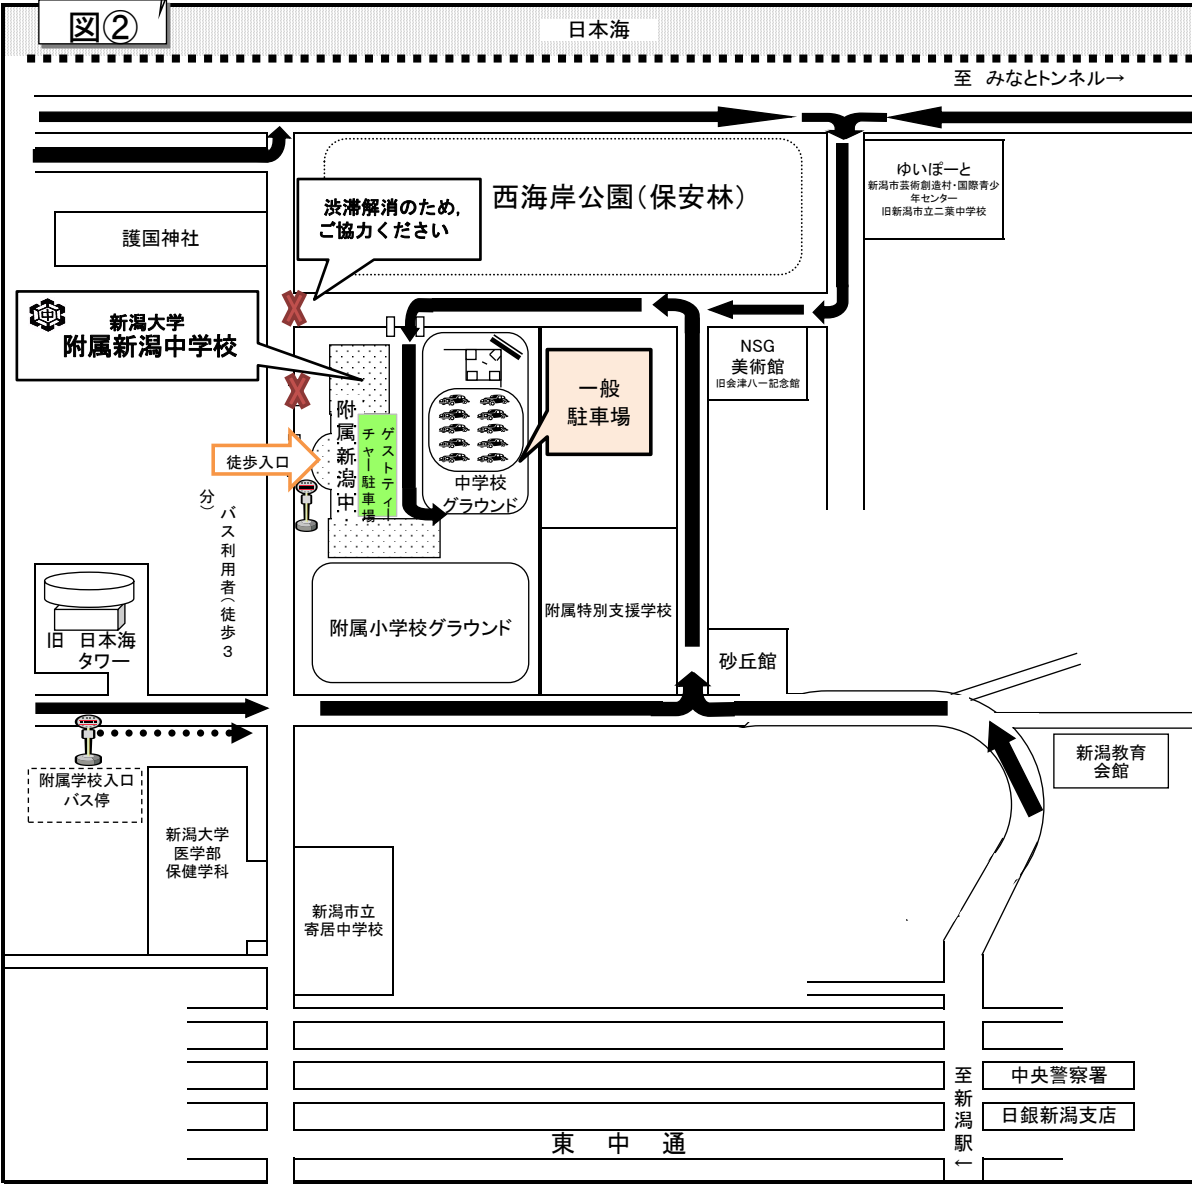 図②
日本海
至 みなとトンネル→
ゆいぽーと
新潟市芸術創造村・国際青少
年センター
旧新潟市立二葉中学校
西海岸公園(保安林)
渋滞解消のため,
ご協力ください
護国神社
中
新潟大学
附属新潟中学校
NSG
美術館
旧会津八一記念館
一般
駐車場
附属新潟中
ゲストティー
チャー駐車場
中学校
グラウンド
徒歩入口
バス利用者(徒歩3
分)
旧 日本海
タワー
附属小学校グラウンド
附属特別支援学校
砂丘館
附属学校入口
バス停
新潟教育
会館
新潟大学
医学部
保健学科
新潟市立
寄居中学校
至新潟駅←
中央警察署
日銀新潟支店
東 中 通